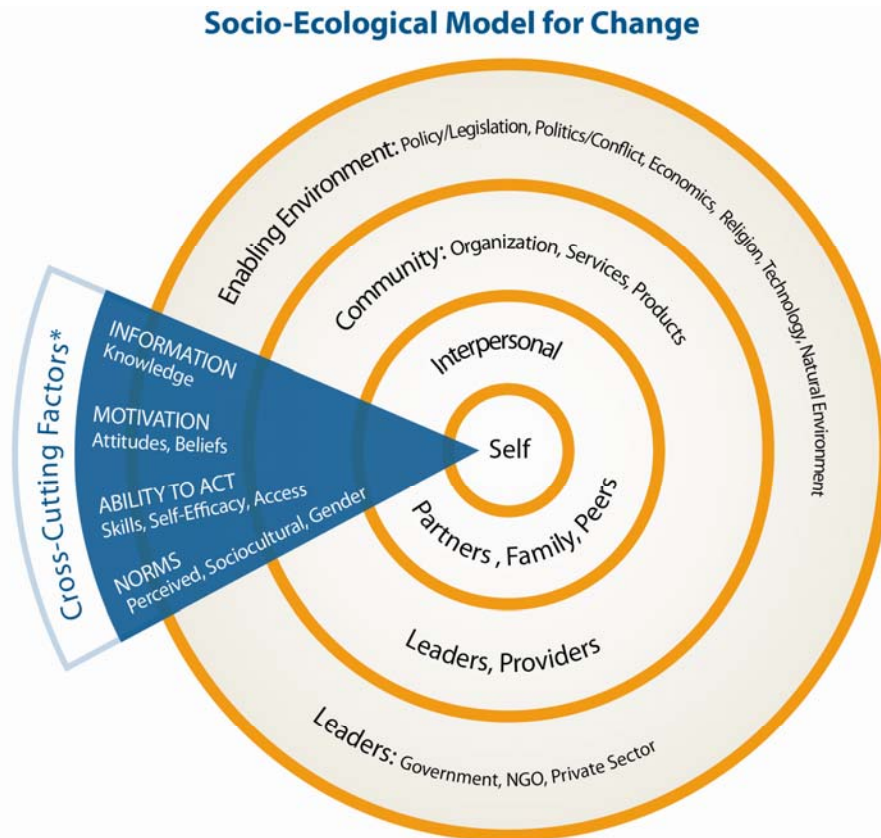 Socio-Ecological Model for Change
Enabling Environment: Policy/Legislation, Politics/Conflict, Economics, Religion, Technology, Natural Environment
Community: Organization, Services, Products
Interpersonal
Self
Partners , Family, Peers
Leaders, Providers
Leaders: Government, NGO, Private Sector
Cross-Cutting Factors*
INFORMATION
Knowledge
MOTIVATION
Attitudes, Beliefs
ABILITY TO ACT
Skills, Self-Efficacy, Access
NORMS
Perceived, Sociocultural, Gender